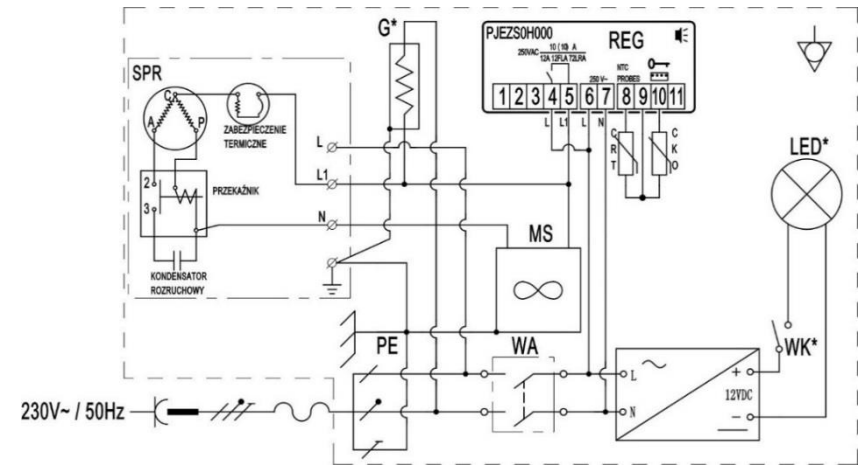 G*
PJEZS0H000
REG
10 (10) A
250VAC 12A 12FLA 72LRA
250 V~
NTC
PROBES
1 2 3 4 5 6 7 8 9 10 11
L L1 L N
CRT
CKO
SPR
C
A P
ZABEZPIECZENIE
TERMICZNE
L
L1
N
2
3
PRZEKAŹNIK
KONDENSATOR
ROZRUCHOWY
MS
LED*
WK*
PE
WA
L
N
+
12VDC
−
230V~ / 50Hz